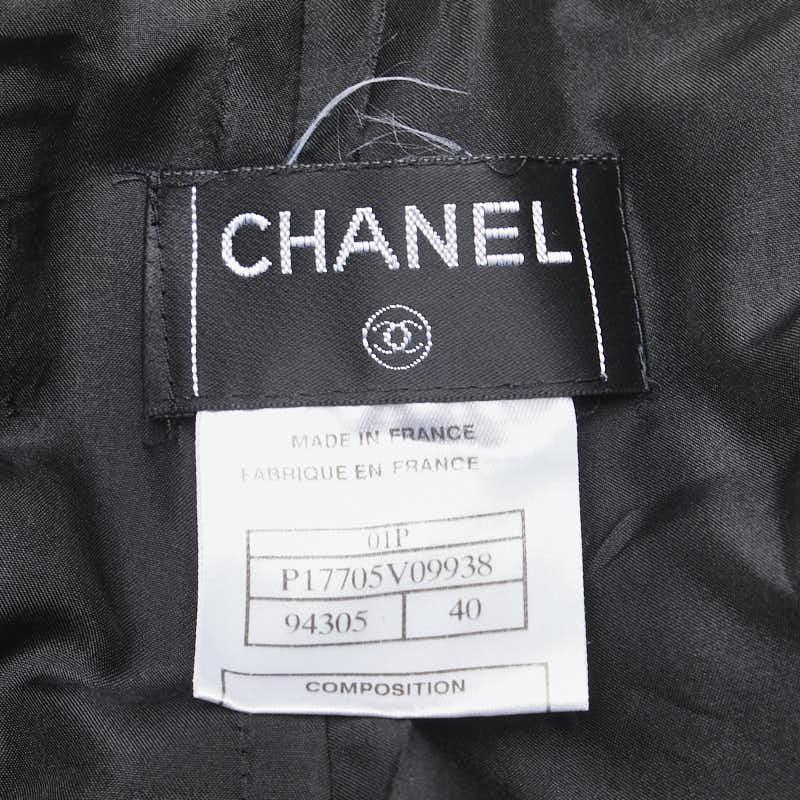 CHANEL
MADE IN FRANCE
FABRIQUE EN FRANCE
01P
P17705V09938
94305 40
COMPOSITION